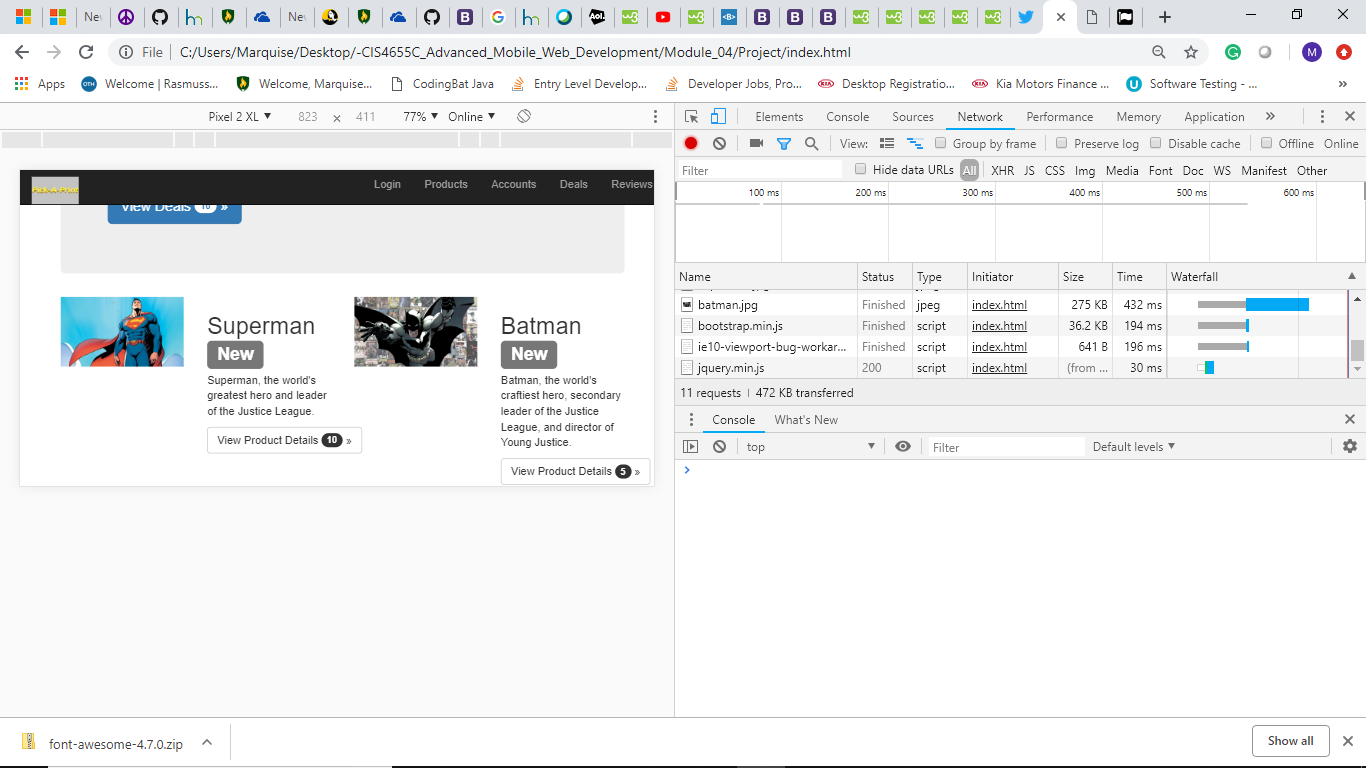 Nev
Nev
Aol.
File
C:/Users/Marquise/Desktop/-CIS4655C_Advanced_Mobile_Web_Development/Module_04/Project/index.html
M
Apps
OTH
Welcome | Rasmuss...
Welcome, Marquise...
CodingBat Java
Entry Level Develop...
Developer Jobs, Pro...
KIA
Desktop Registratio...
KIA
Kia Motors Finance ...
Software Testing - ...
»
Pixel 2 XL ▼
823 × 411
77% ▼
Online ▼
Elements
Console
Sources
Network
Performance
Memory
Application
»
View:
Group by frame
Preserve log
Disable cache
Offline
Online
Filter
Hide data URLs
All
XHR
JS
CSS
Img
Media
Font
Doc
WS
Manifest
Other
100 ms
200 ms
300 ms
400 ms
500 ms
600 ms
Name Status Type Initiator Size Time Waterfall
batman.jpg Finished jpeg index.html 275 KB 432 ms
bootstrap.min.js Finished script index.html 36.2 KB 194 ms
ie10-viewport-bug-workar... Finished script index.html 641 B 196 ms
jquery.min.js 200 script index.html (from ... 30 ms
11 requests | 472 KB transferred
Console
What's New
top ▼
Filter
Default levels ▼
Login
Products
Accounts
Deals
Reviews
View Deals 10 »
Superman
New
Superman, the world's
greatest hero and leader
of the Justice League.
View Product Details 10 »
Batman
New
Batman, the world's
craftiest hero, secondary
leader of the Justice
League, and director of
Young Justice.
View Product Details 5 »
font-awesome-4.7.0.zip
Show all